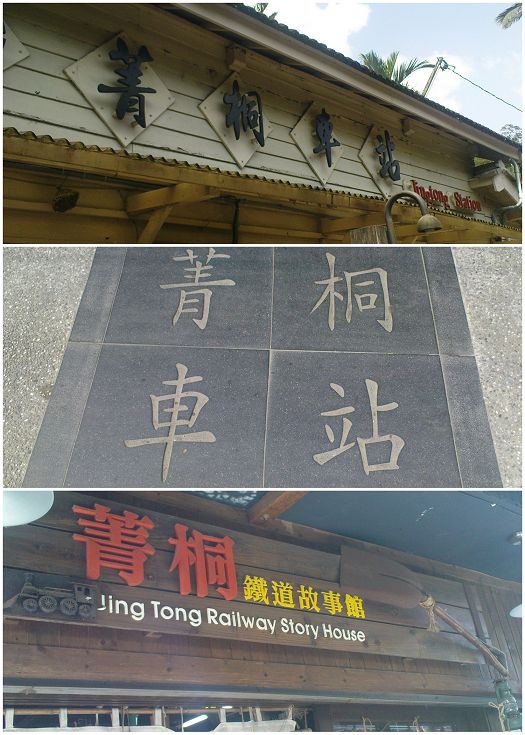 菁桐車站
Jingtong Station
菁桐
車站
菁桐鐵道故事館
Jing Tong Railway Story House